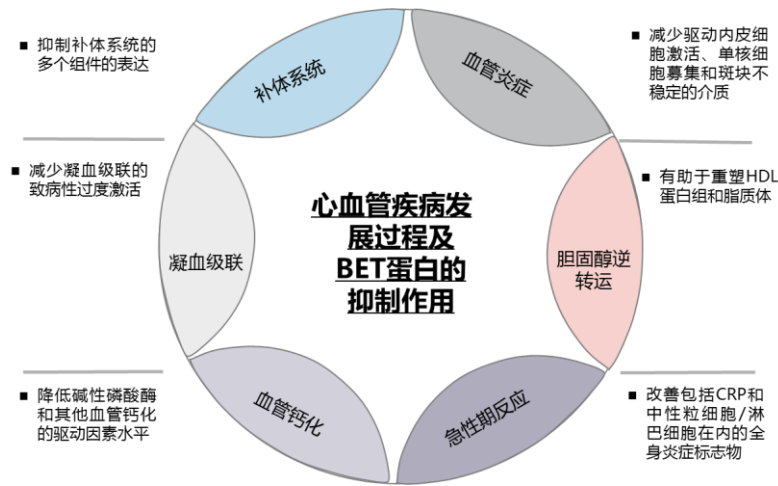 ■ 抑制补体系统的
多个组件的表达
补体系统
血管炎症
■ 减少驱动内皮细
胞激活、单核细
胞募集和斑块不
稳定的介质
■ 减少凝血级联的
致病性过度激活
凝血级联
心血管疾病发
展过程及
BET蛋白的
抑制作用
胆固醇逆
转运
■ 有助于重塑HDL
蛋白组和脂质体
■ 降低碱性磷酸酶
和其他血管钙化
的驱动因素水平
血管钙化
急性期反应
■ 改善包括CRP和
中性粒细胞/淋
巴细胞在内的全
身炎症标志物